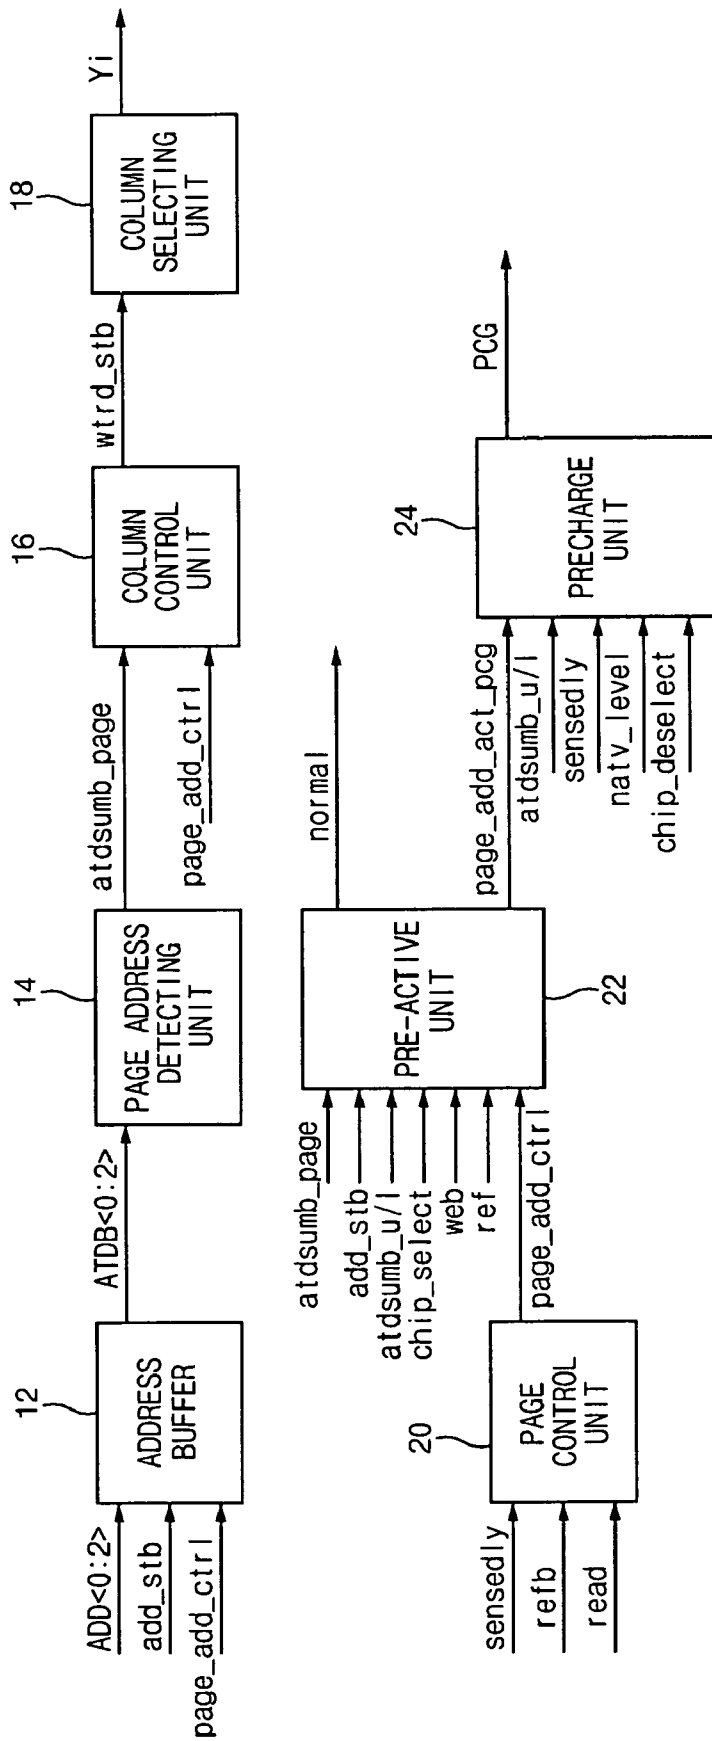 ADD<0:2>
add_stb
page_add_ctrl
12
ADDRESS
BUFFER
ATDB<0:2>
14
PAGE ADDRESS
DETECTING
UNIT
atdsumb_page
page_add_ctrl
16
COLUMN
CONTROL
UNIT
wtrd_stb
18
COLUMN
SELECTING
UNIT
Yi
sensedly
refb
read
20
PAGE
CONTROL
UNIT
page_add_ctrl
atdsumb_page
add_stb
atdsumb_u/l
chip_select
web
ref
PRE-ACTIVE
UNIT
22
normal
page_add_act_pcg
atdsumb_u/l
sensedly
natv_level
chip_deselect
24
PRECHARGE
UNIT
PCG